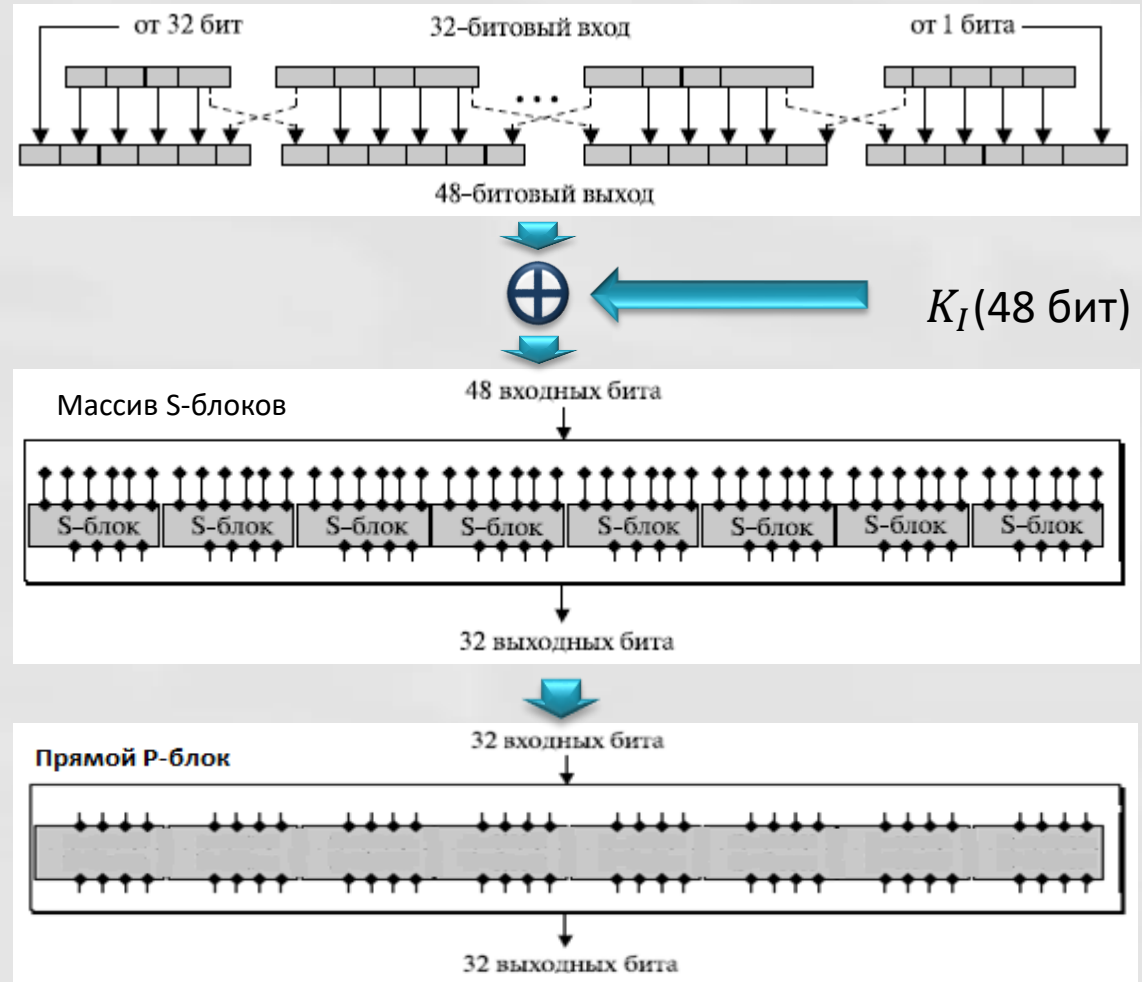 от 32 бит 32-битовый вход от 1 бита
...
48-битовый выход
K_I(48 бит)
48 входных бита
Массив S-блоков
S-блок S-блок S-блок S-блок S-блок S-блок S-блок S-блок
32 выходных бита
32 входных бита
Прямой P-блок
32 выходных бита